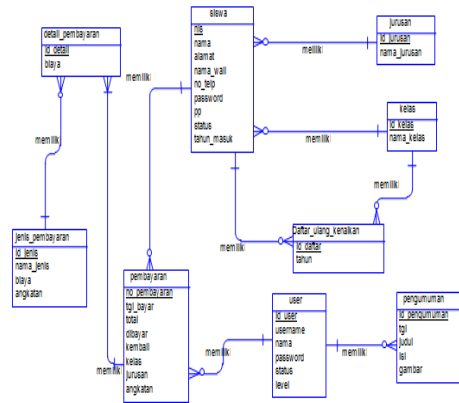 detail_pembayaran
id_detail
biaya
siswa
nis
nama
alamat
nama_wali
no_telp
password
pp
status
tahun_masuk
jurusan
id_jurusan
nama_jurusan
memiliki
memiliki
kelas
id_kelas
nama_kelas
memiliki
memiliki
memiliki
memiliki
jenis_pembayaran
id_jenis
nama_jenis
biaya
angkatan
Daftar_ulang_kenaikan
id_daftar
tahun
memiliki
pembayaran
no_pembayaran
tgl_bayar
total
dibayar
kembali
kelas
jurusan
angkatan
memiliki
user
id_user
username
nama
password
status
level
memiliki
pengumuman
id_pengumuman
tgl
judul
isi
gambar